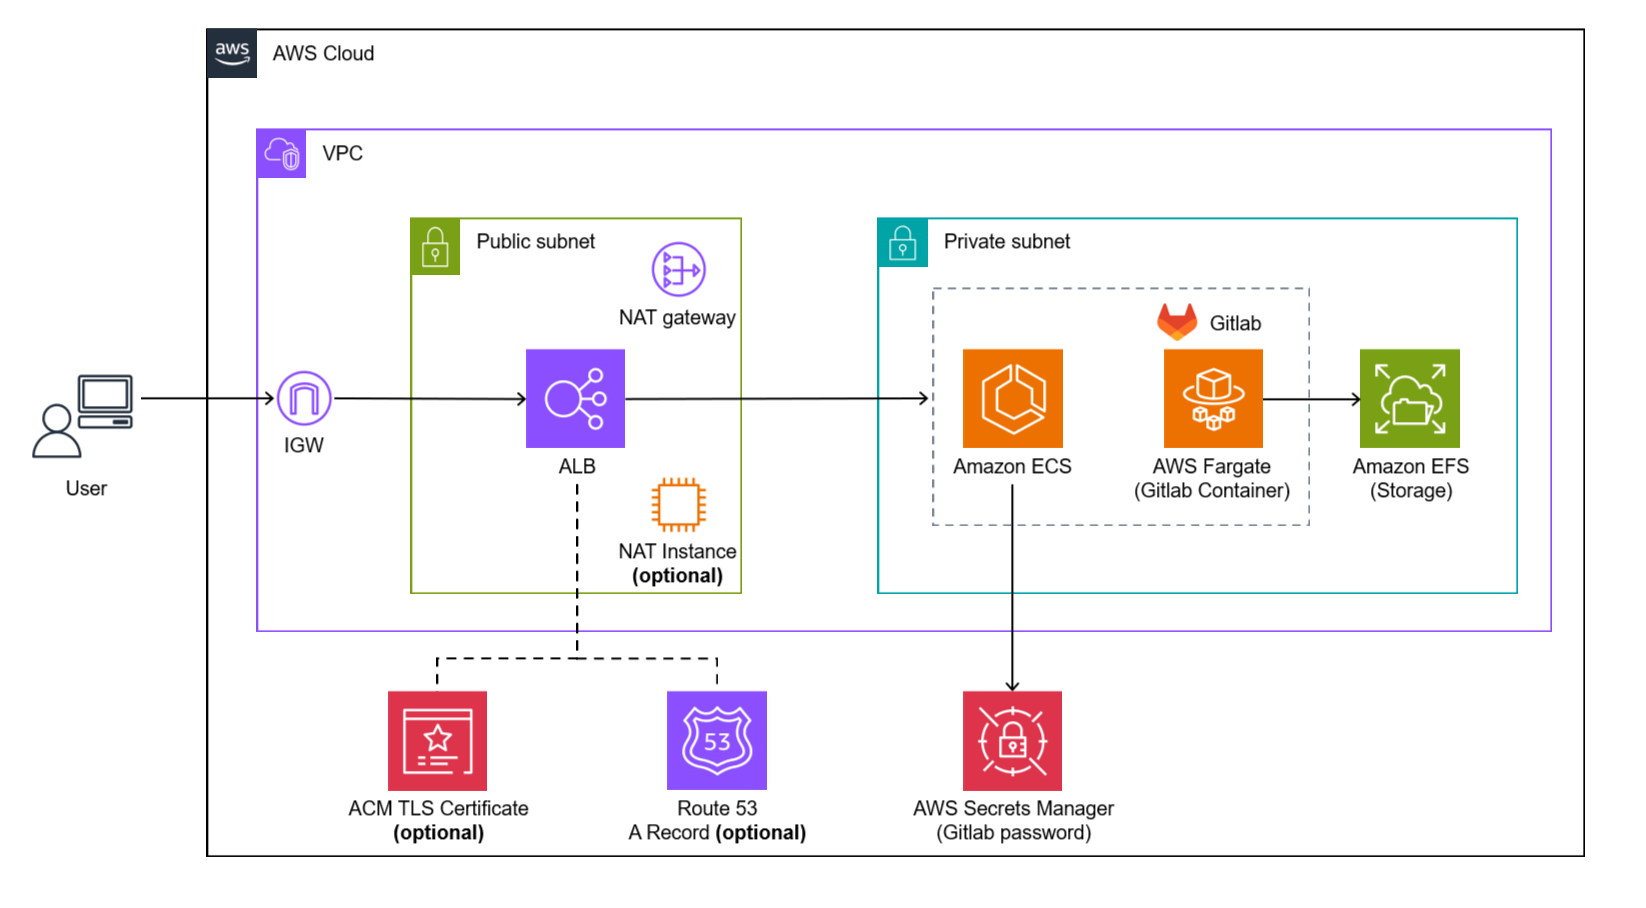 aws
AWS Cloud
VPC
Public subnet
NAT gateway
Private subnet
Gitlab
User
IGW
ALB
NAT Instance
(optional)
Amazon ECS
AWS Fargate
(Gitlab Container)
Amazon EFS
(Storage)
53
ACM TLS Certificate
(optional)
Route 53
A Record (optional)
AWS Secrets Manager
(Gitlab password)